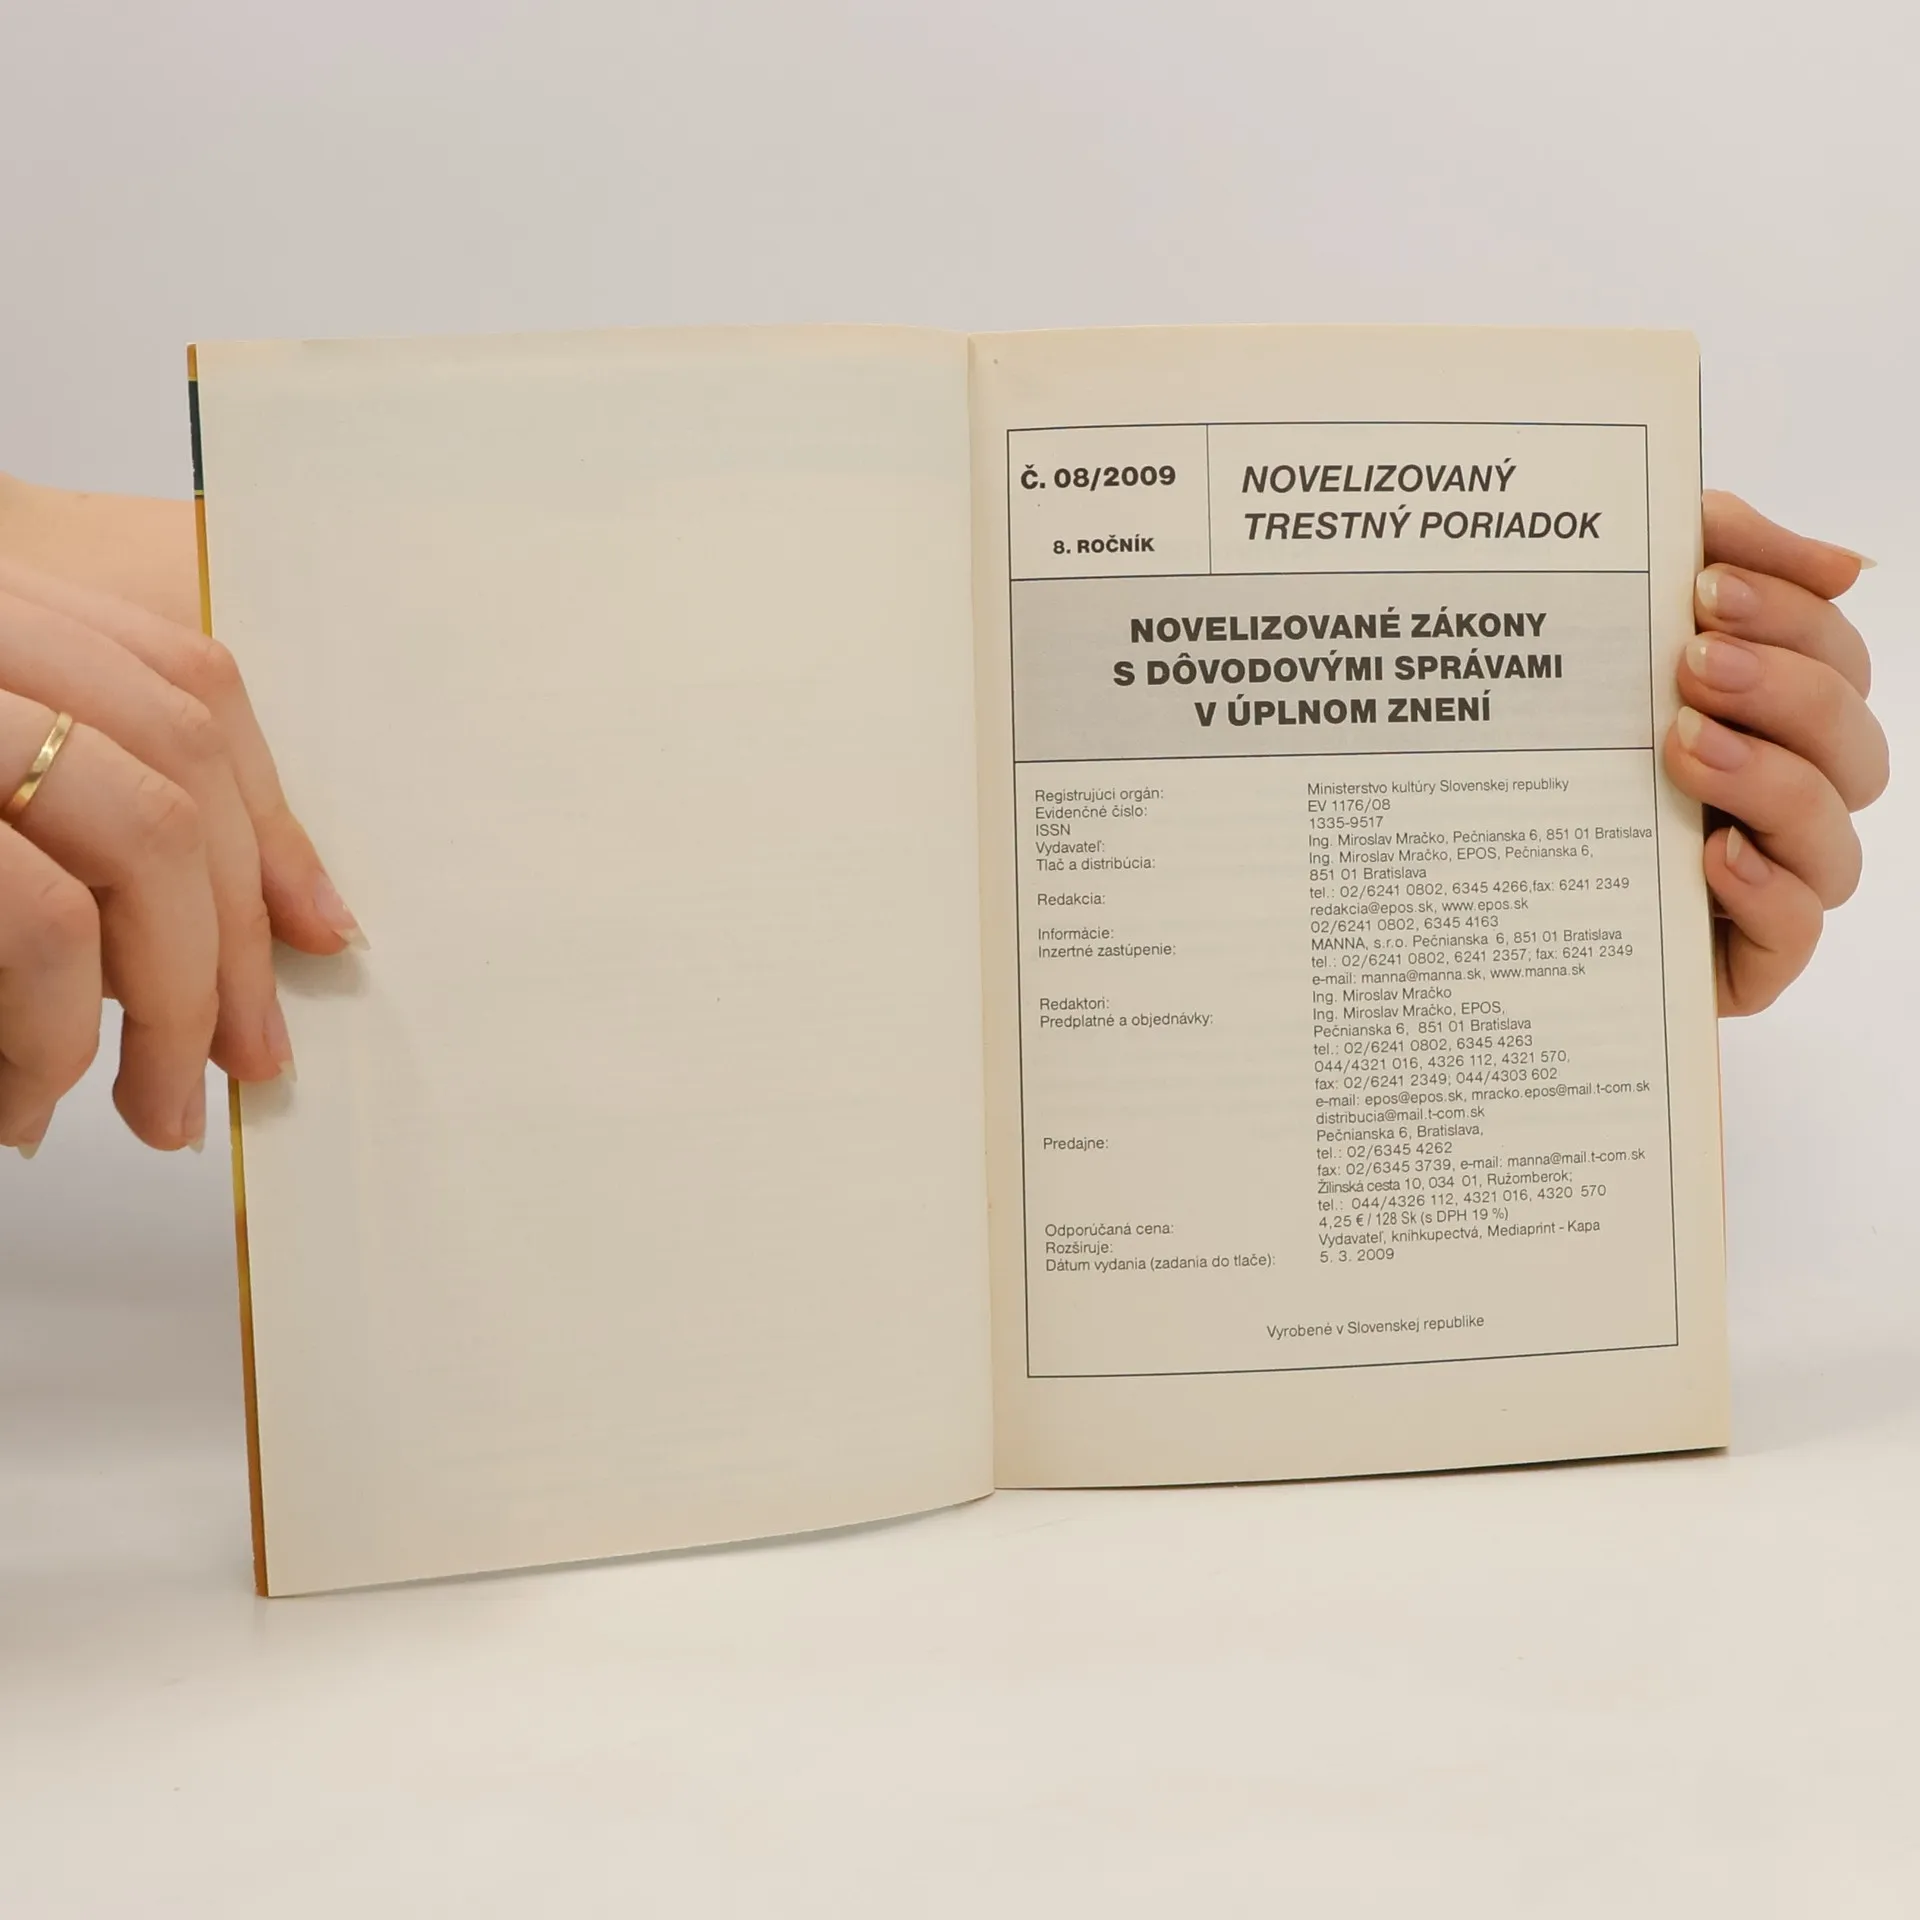 Č. 08/2009
8. ROČNÍK
NOVELIZOVANÝ
TRESTNÝ PORIADOK
NOVELIZOVANÉ ZÁKONY
S DÔVODOVÝMI SPRÁVAMI
V ÚPLNOM ZNENÍ
Registrujúci orgán: Ministerstvo kultúry Slovenskej republiky
Evidenčné číslo: EV 1176/08
ISSN 1335-9517
Vydavateľ: Ing. Miroslav Mračko, Pečnianska 6, 851 01 Bratislava
Tlač a distribúcia: Ing. Miroslav Mračko, EPOS, Pečnianska 6,
851 01 Bratislava
tel.: 02/6241 0802, 6345 4266,fax: 6241 2349
Redakcia: redakcia@epos.sk, www.epos.sk
02/6241 0802, 6345 4163
Informácie: MANNA, s.r.o. Pečnianska 6, 851 01 Bratislava
Inzertné zastúpenie: tel.: 02/6241 0802, 6241 2357; fax: 6241 2349
e-mail: manna@manna.sk, www.manna.sk
Redaktori: Ing. Miroslav Mračko
Predplatné a objednávky: Ing. Miroslav Mračko, EPOS,
Pečnianska 6, 851 01 Bratislava
tel.: 02/6241 0802, 6345 4263
044/4321 016, 4326 112, 4321 570,
fax: 02/6241 2349; 044/4303 602
e-mail: epos@epos.sk, mracko.epos@mail.t-com.sk
distribucia@mail.t-com.sk
Predajne: Pečnianska 6, Bratislava,
tel.: 02/6345 4262
fax: 02/6345 3739, e-mail: manna@mail.t-com.sk
Žilinská cesta 10, 034 01, Ružomberok;
tel.: 044/4326 112, 4321 016, 4320 570
Odporúčaná cena: 4,25 € / 128 Sk (s DPH 19 %)
Rozširuje: Vydavateľ, kníhkupectvá, Mediaprint - Kapa
Dátum vydania (zadania do tlače): 5. 3. 2009
Vyrobené v Slovenskej republike